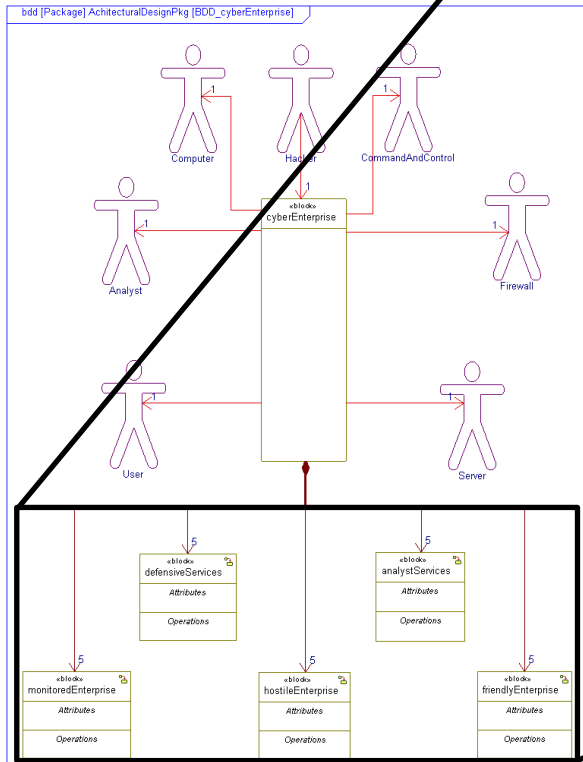 bdd [Package] AchitecturalDesignPkg [BDD_cyberEnterprise]
1
1
Computer
Hacker
CommandAndControl
1
«block»
cyberEnterprise
1
1
Analyst
Firewall
1
1
User
Server
5
5
«block»
defensiveServices
Attributes
Operations
«block»
analystServices
Attributes
Operations
5
5
5
«block»
monitoredEnterprise
Attributes
Operations
«block»
hostileEnterprise
Attributes
Operations
«block»
friendlyEnterprise
Attributes
Operations